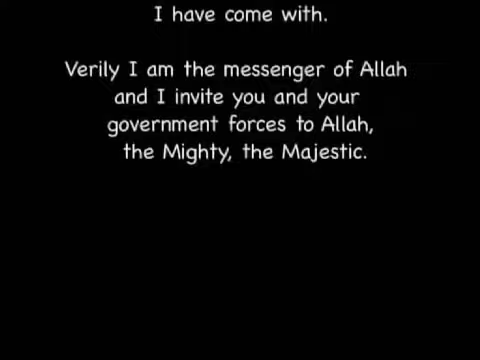 I have come with.
Verily I am the messenger of Allah
and I invite you and your
government forces to Allah,
the Mighty, the Majestic.